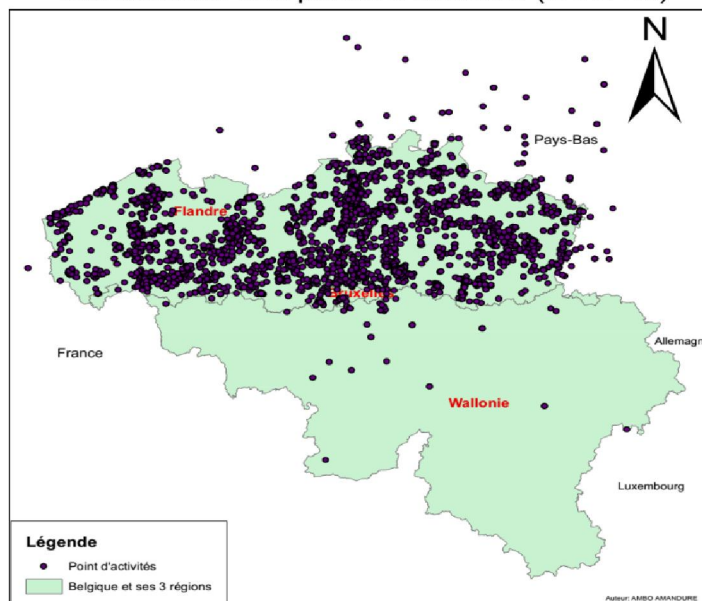 N
Pays-Bas
Flandre
Bruxelles
France
Allemagn
Wallonie
Luxembourg
Légende
Point d'activités
Belgique et ses 3 régions
Auteur: AMBO AMANDURE